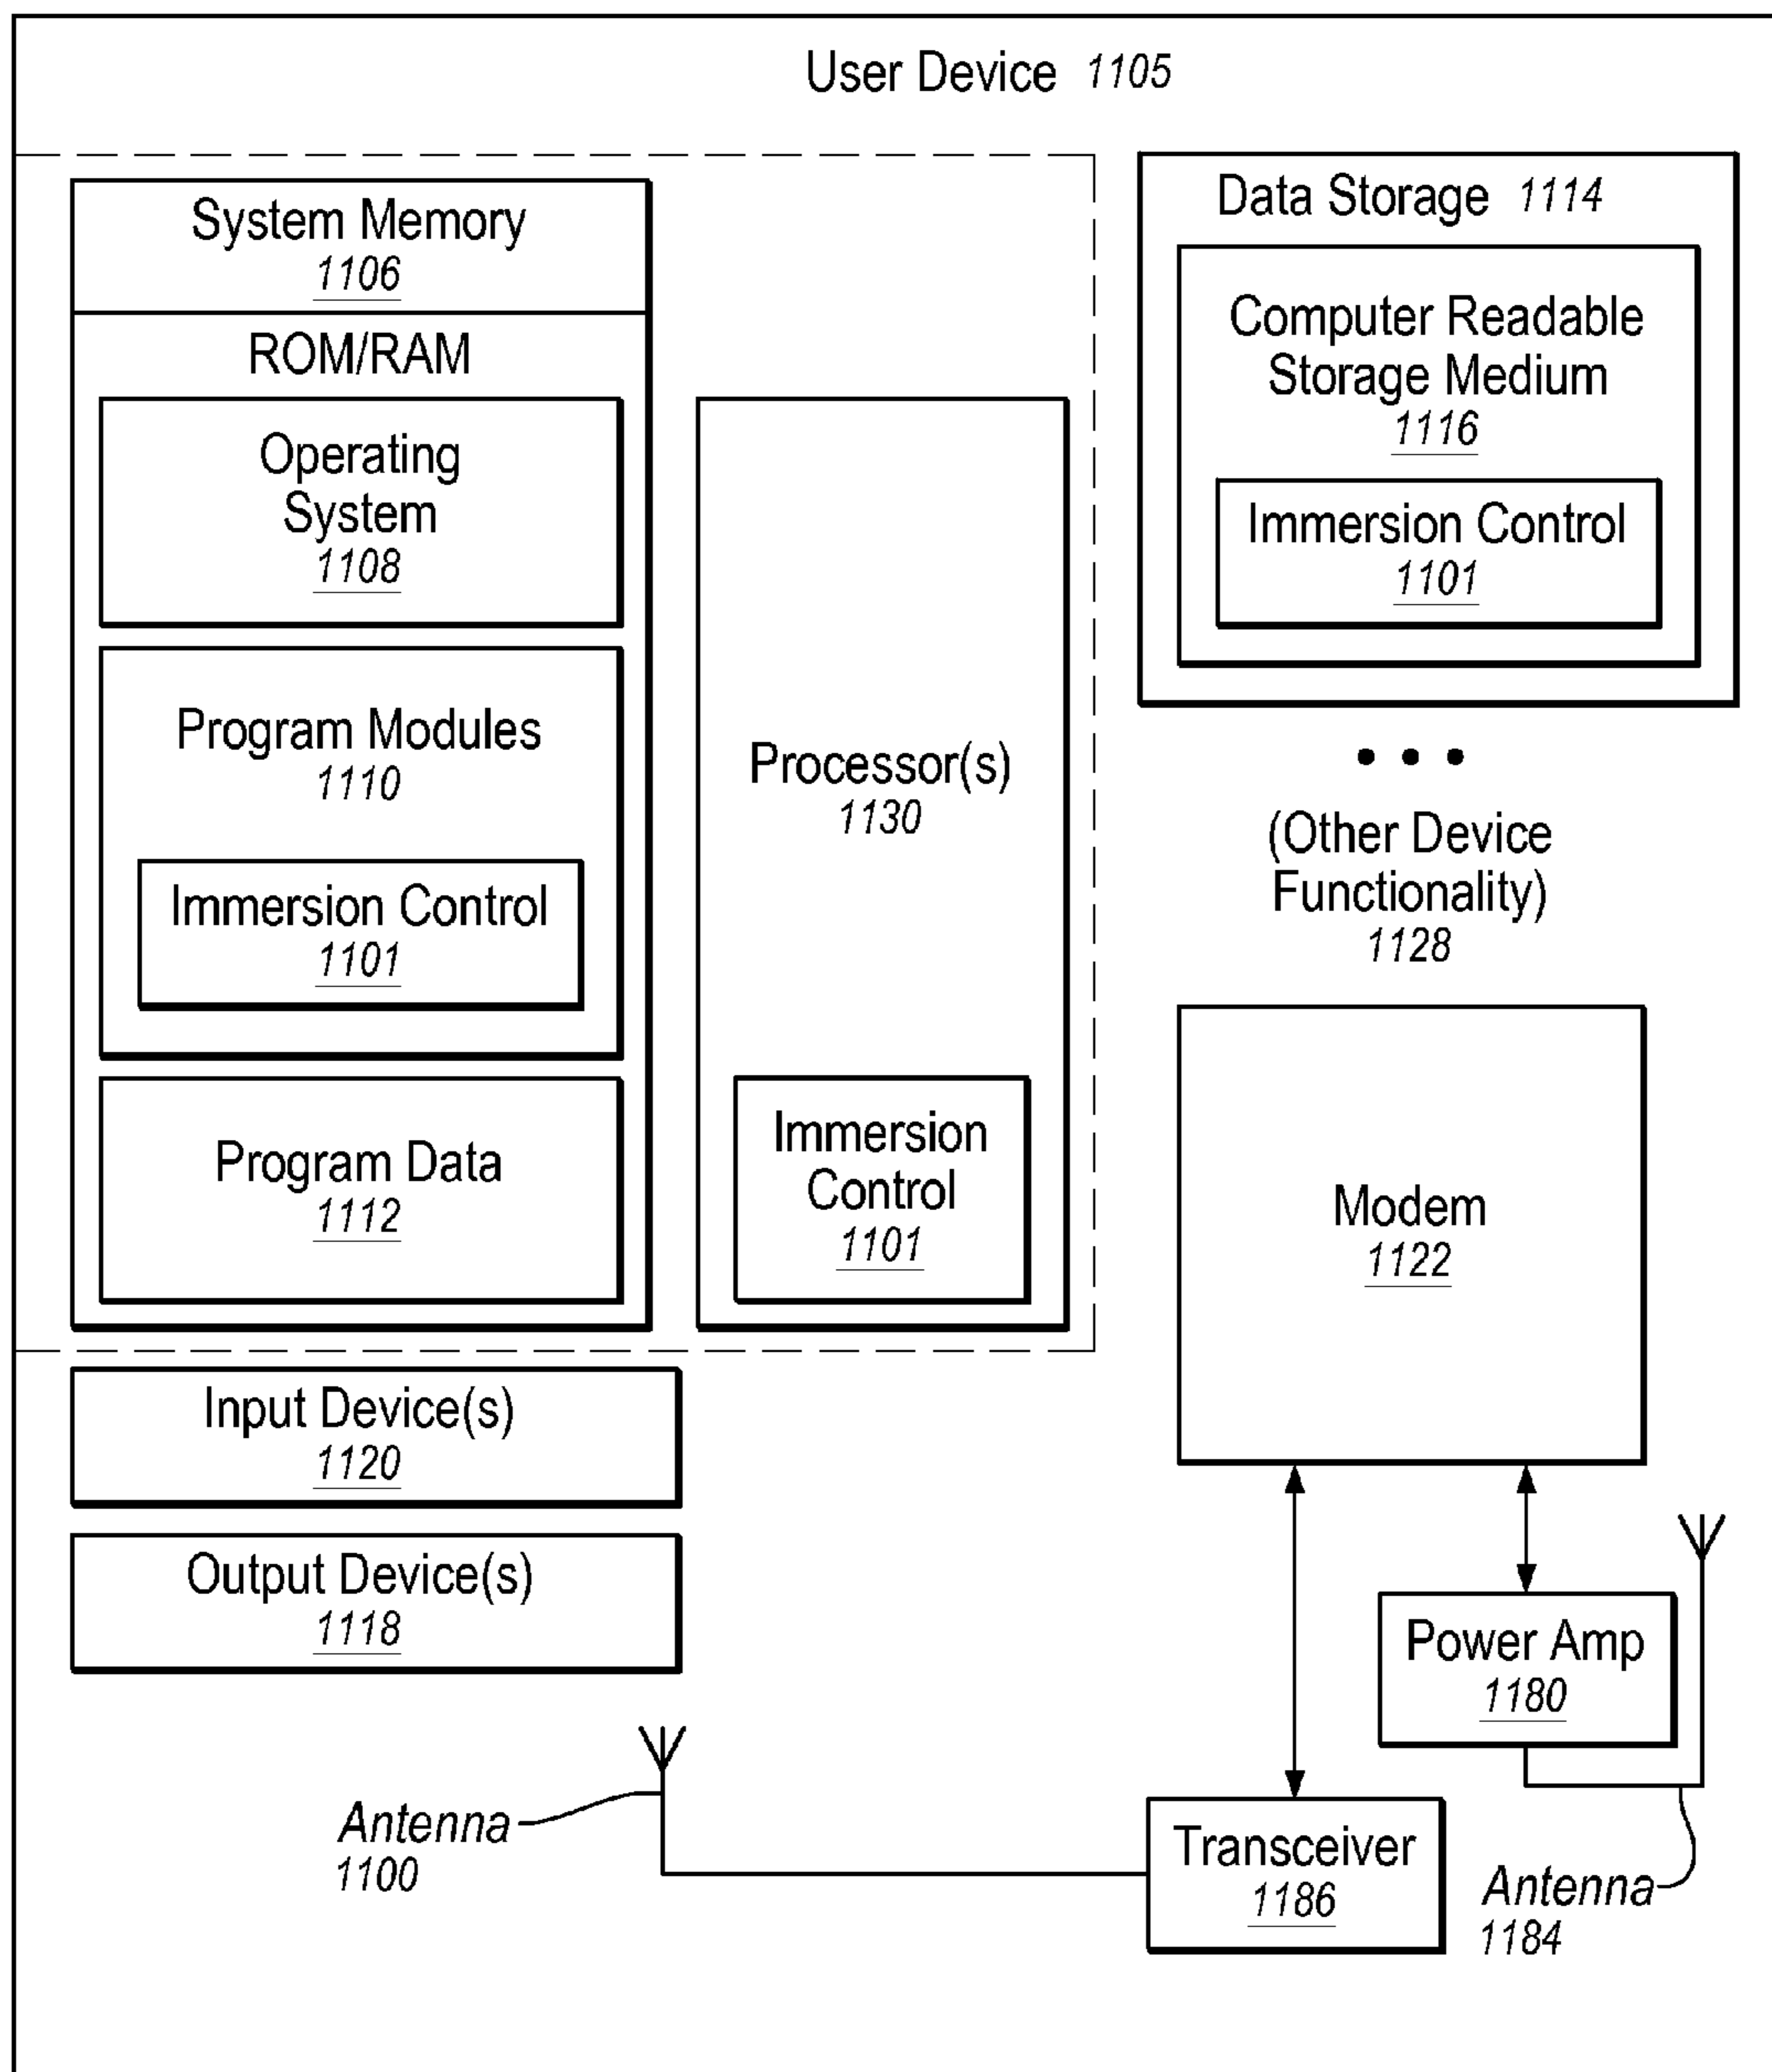 User Device 1105
System Memory
1106
ROM/RAM
Operating
System
1108
Program Modules
1110
Immersion Control
1101
Program Data
1112
Processor(s)
1130
Immersion
Control
1101
Data Storage 1114
Computer Readable
Storage Medium
1116
Immersion Control
1101
• • •
(Other Device
Functionality)
1128
Modem
1122
Input Device(s)
1120
Output Device(s)
1118
Power Amp
1180
Antenna
1100
Transceiver
1186
Antenna
1184